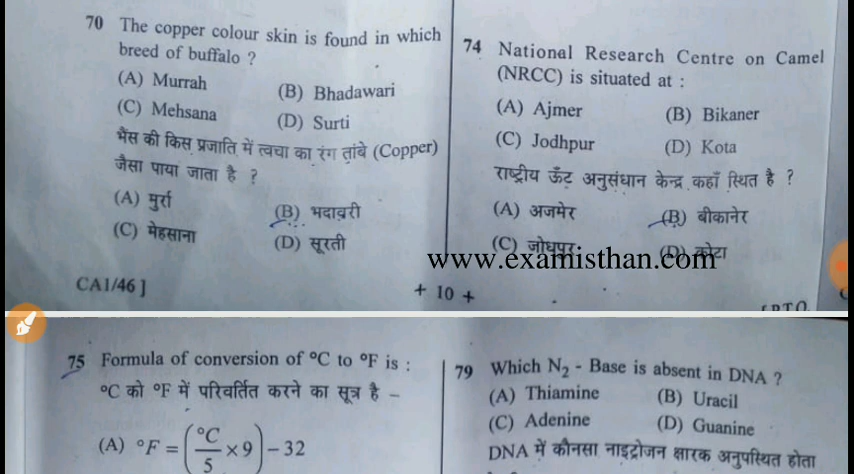 70 The copper colour skin is found in which
breed of buffalo ?
(A) Murrah
(B) Bhadawari
(C) Mehsana
(D) Surti
भैंस की किस प्रजाति में त्वचा का रंग तांबे (Copper)
जैसा पाया जाता है ?
(A) मुर्रा
(B) भदावरी
(C) मेहसाना
(D) सूरती
CA1/46 ]
+ 10 +
74 National Research Centre on Camel
(NRCC) is situated at :
(A) Ajmer
(B) Bikaner
(C) Jodhpur
(D) Kota
राष्ट्रीय ऊँट अनुसंधान केन्द्र कहाँ स्थित है ?
(A) अजमेर
(B) बीकानेर
(C) जोधपुर
(D) कोटा
www.examisthan.com
75 Formula of conversion of °C to °F is :
°C को °F में परिवर्तित करने का सूत्र है –
(A) °F = (°C/5 × 9) – 32
79 Which N₂ - Base is absent in DNA ?
(A) Thiamine
(B) Uracil
(C) Adenine
(D) Guanine
DNA में कौनसा नाइट्रोजन क्षारक अनुपस्थित होता